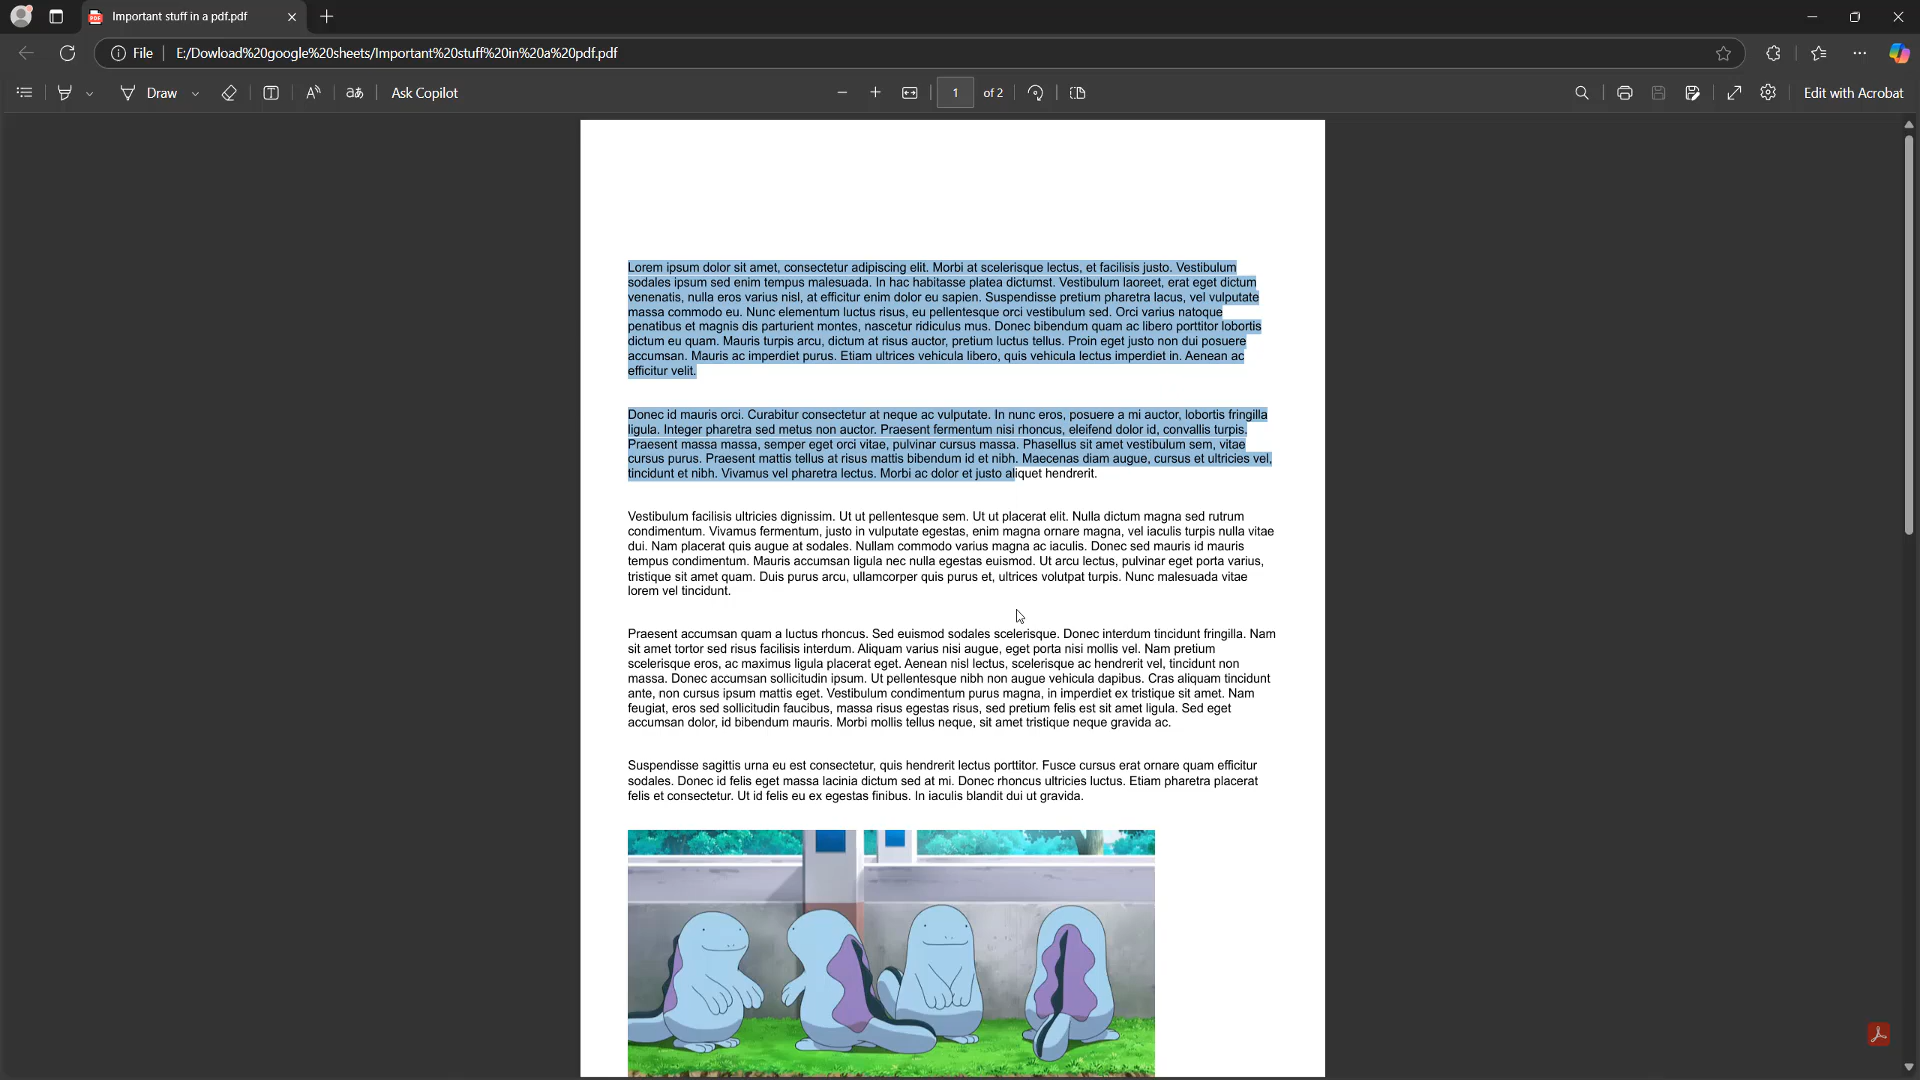 Important stuff in a pdf.pdf
File E:/Dowload%20google%20sheets/Important%20stuff%20in%20a%20pdf.pdf
Draw Ask Copilot 1 of 2 Edit with Acrobat
Lorem ipsum dolor sit amet, consectetur adipiscing elit. Morbi at scelerisque lectus, et facilisis justo. Vestibulum
sodales ipsum sed enim tempus malesuada. In hac habitasse platea dictumst. Vestibulum laoreet, erat eget dictum
venenatis, nulla eros varius nisl, at efficitur enim dolor eu sapien. Suspendisse pretium pharetra lacus, vel vulputate
massa commodo eu. Nunc elementum luctus risus, eu pellentesque orci vestibulum sed. Orci varius natoque
penatibus et magnis dis parturient montes, nascetur ridiculus mus. Donec bibendum quam ac libero porttitor lobortis
dictum eu quam. Mauris turpis arcu, dictum at risus auctor, pretium luctus tellus. Proin eget justo non dui posuere
accumsan. Mauris ac imperdiet purus. Etiam ultrices vehicula libero, quis vehicula lectus imperdiet in. Aenean ac
efficitur velit.
Donec id mauris orci. Curabitur consectetur at neque ac vulputate. In nunc eros, posuere a mi auctor, lobortis fringilla
ligula. Integer pharetra sed metus non auctor. Praesent fermentum nisi rhoncus, eleifend dolor id, convallis turpis.
Praesent massa massa, semper eget orci vitae, pulvinar cursus massa. Phasellus sit amet vestibulum sem, vitae
cursus purus. Praesent mattis tellus at risus mattis bibendum id et nibh. Maecenas diam augue, cursus et ultricies vel,
tincidunt et nibh. Vivamus vel pharetra lectus. Morbi ac dolor et justo aliquet hendrerit.
Vestibulum facilisis ultricies dignissim. Ut ut pellentesque sem. Ut ut placerat elit. Nulla dictum magna sed rutrum
condimentum. Vivamus fermentum, justo in vulputate egestas, enim magna ornare magna, vel iaculis turpis nulla vitae
dui. Nam placerat quis augue at sodales. Nullam commodo varius magna ac iaculis. Donec sed mauris id mauris
tempus condimentum. Mauris accumsan ligula nec nulla egestas euismod. Ut arcu lectus, pulvinar eget porta varius,
tristique sit amet quam. Duis purus arcu, ullamcorper quis purus et, ultrices volutpat turpis. Nunc malesuada vitae
lorem vel tincidunt.
Praesent accumsan quam a luctus rhoncus. Sed euismod sodales scelerisque. Donec interdum tincidunt fringilla. Nam
sit amet tortor sed risus facilisis interdum. Aliquam varius nisi augue, eget porta nisi mollis vel. Nam pretium
scelerisque eros, ac maximus ligula placerat eget. Aenean nisl lectus, scelerisque ac hendrerit vel, tincidunt non
massa. Donec accumsan sollicitudin ipsum. Ut pellentesque nibh non augue vehicula dapibus. Cras aliquam tincidunt
ante, non cursus ipsum mattis eget. Vestibulum condimentum purus magna, in imperdiet ex tristique sit amet. Nam
feugiat, eros sed sollicitudin faucibus, massa risus egestas risus, sed pretium felis est sit amet ligula. Sed eget
accumsan dolor, id bibendum mauris. Morbi mollis tellus neque, sit amet tristique neque gravida ac.
Suspendisse sagittis urna eu est consectetur, quis hendrerit lectus porttitor. Fusce cursus erat ornare quam efficitur
sodales. Donec id felis eget massa lacinia dictum sed at mi. Donec rhoncus ultricies luctus. Etiam pharetra placerat
felis et consectetur. Ut id felis eu ex egestas finibus. In iaculis blandit dui ut gravida.